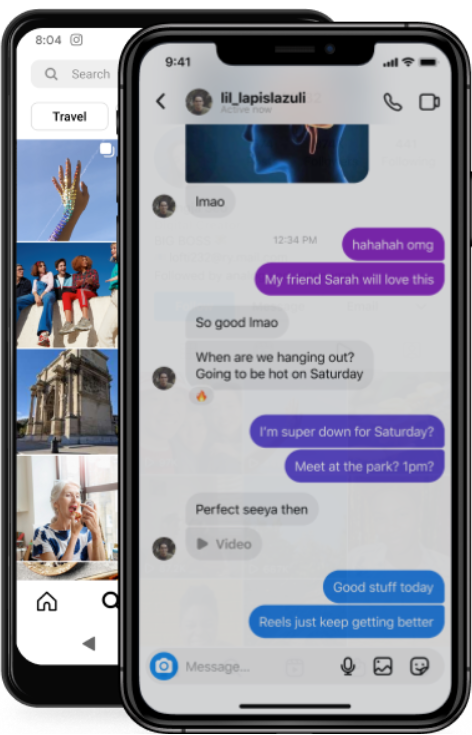 8:04
Search
Travel
9:41
lil_lapislazuli
Active now
lmao
12:34 PM
hahahah omg
My friend Sarah will love this
So good lmao
When are we hanging out?
Going to be hot on Saturday
I'm super down for Saturday?
Meet at the park? 1pm?
Perfect seeya then
Video
Good stuff today
Reels just keep getting better
Message...